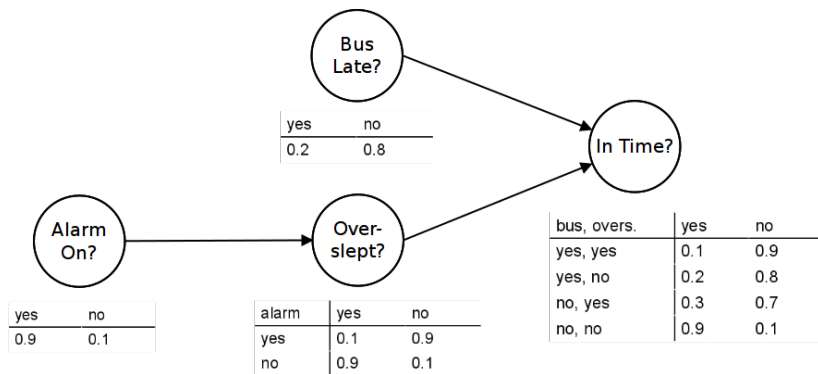 Bus
Late?
yes no
0.2 0.8
In Time?
Alarm
On?
yes no
0.9 0.1
Over-
slept?
alarm yes no
yes 0.1 0.9
no 0.9 0.1
bus, overs. yes no
yes, yes 0.1 0.9
yes, no 0.2 0.8
no, yes 0.3 0.7
no, no 0.9 0.1